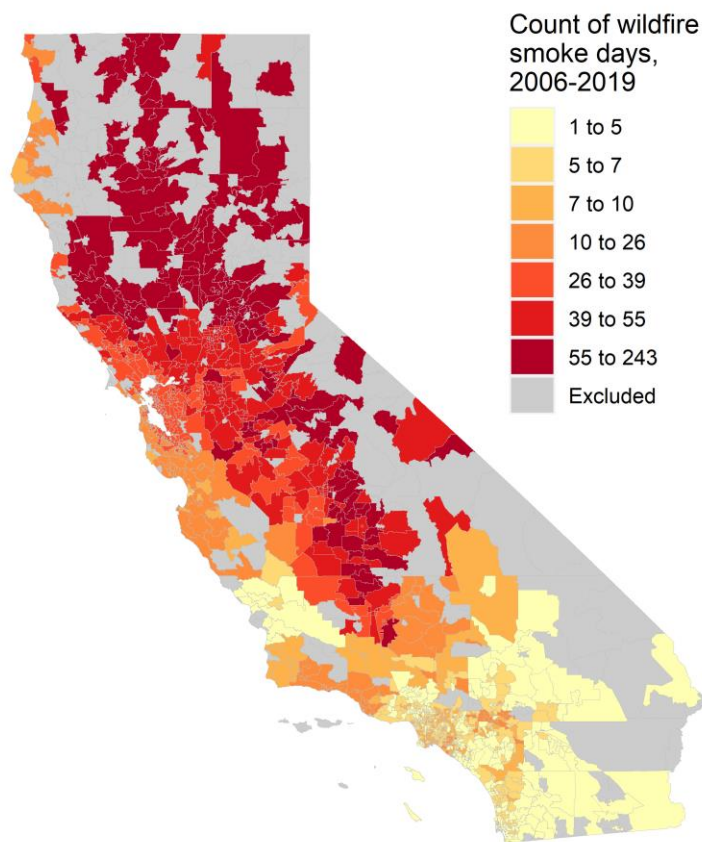 Count of wildfire
smoke days,
2006-2019
1 to 5
5 to 7
7 to 10
10 to 26
26 to 39
39 to 55
55 to 243
Excluded